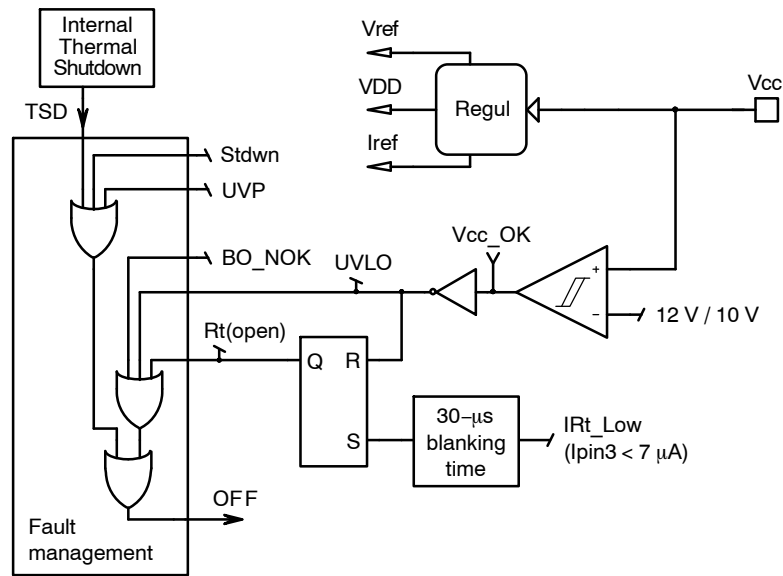 Internal
Thermal
Shutdown
TSD
Vref
VDD
Iref
Regul
Vcc
Stdwn
UVP
BO_NOK
UVLO
Vcc_OK
+
−
12 V / 10 V
Rt(open)
Q
R
S
30−μs
blanking
time
IRt_Low
(Ipin3 < 7 μA)
OFF
Fault
management